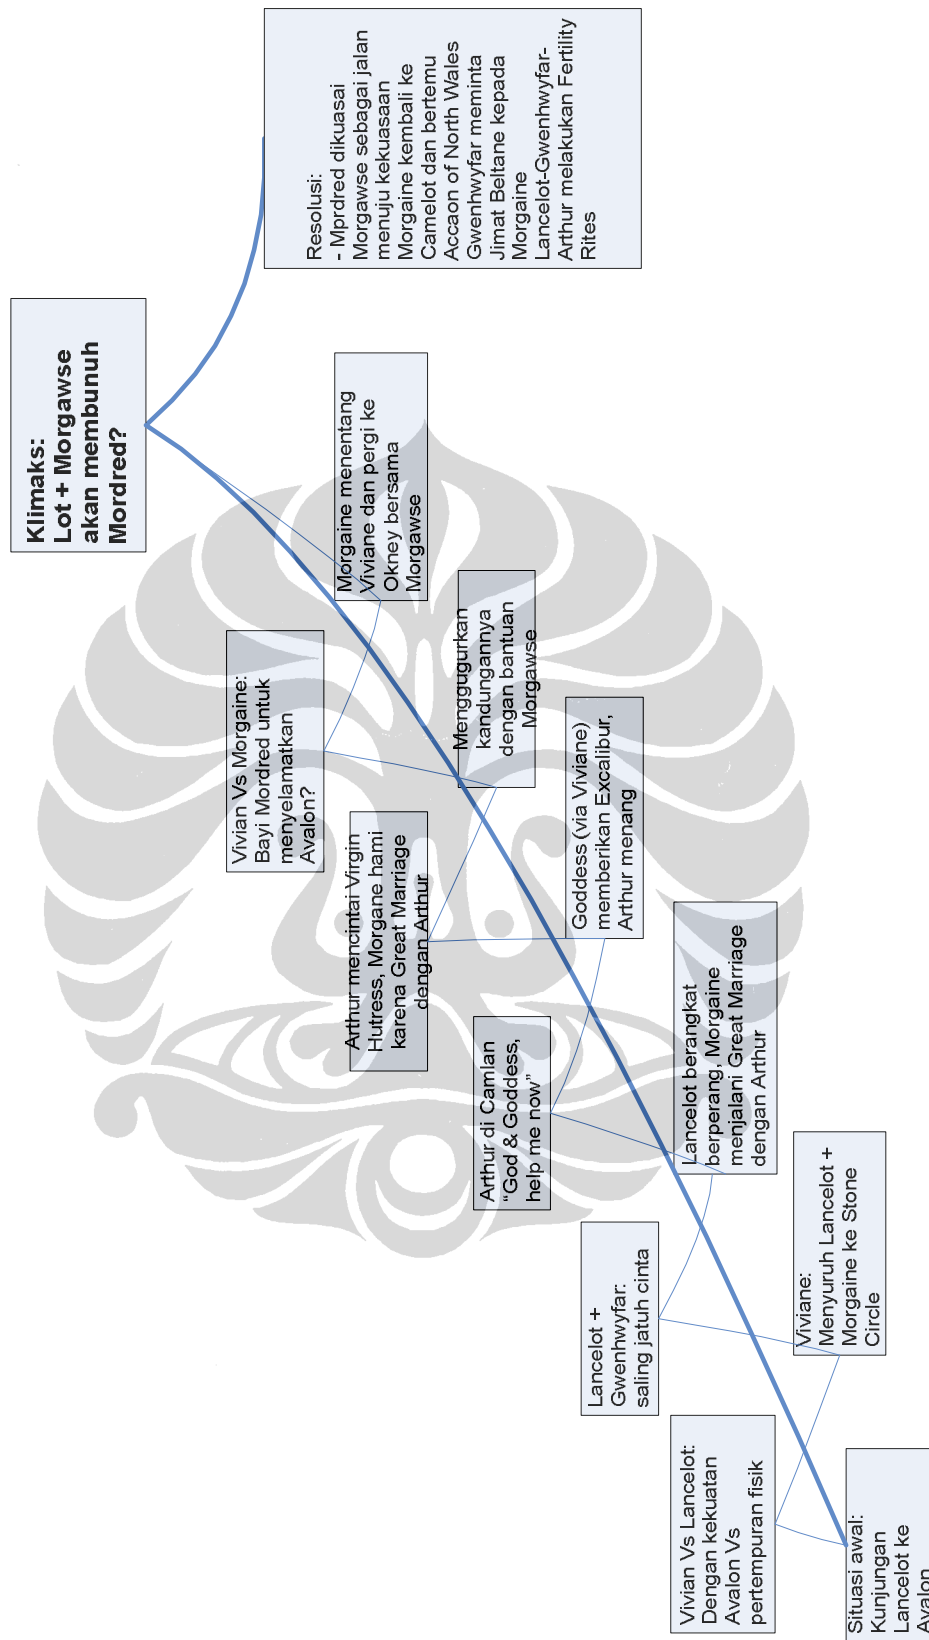 Klimaks:
Lot + Morgawse
akan membunuh
Mordred?
Resolusi:
- Mprdred dikuasai
Morgawse sebagai jalan
menuju kekuasaan
Morgaine kembali ke
Camelot dan bertemu
Accaon of North Wales
Gwenhwyfar meminta
Jimat Beltane kepada
Morgaine
Lancelot-Gwenhwyfar-
Arthur melakukan Fertility
Rites
Vivian Vs Morgaine:
Bayi Mordred untuk
menyelamatkan
Avalon?
Morgaine menentang
Viviane dan pergi ke
Okney bersama
Morgawse
Arthur mencintai Virgin
Hutress, Morgane hami
karena Great Marriage
dengan Arthur
Menggugurkan
kandungannya
dengan bantuan
Morgawse
Arthur di Camlan
“God & Goddess,
help me now”
Goddess (via Viviane)
memberikan Excalibur,
Arthur menang
Lancelot +
Gwenhwyfar:
saling jatuh cinta
Lancelot berangkat
berperang, Morgaine
menjalani Great Marriage
dengan Arthur
Vivian Vs Lancelot:
Dengan kekuatan
Avalon Vs
pertempuran fisik
Viviane:
Menyuruh Lancelot +
Morgaine ke Stone
Circle
Situasi awal:
Kunjungan
Lancelot ke
Avalon